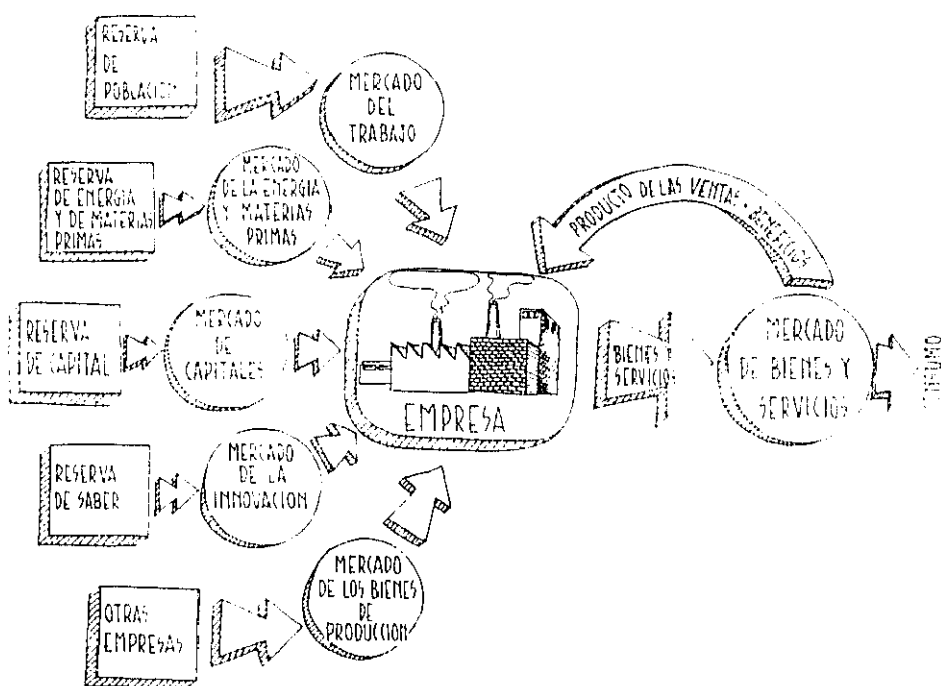 RESERVA
DE
POBLACION
MERCADO
DEL
TRABAJO
RESERVA
DE ENERGIA
Y DE MATERIAS
PRIMAS
MERCADO
DE LA ENERGIA
Y MATERIAS
PRIMAS
PRODUCTO DE LAS VENTAS - BENEFICIOS
RESERVA
DE CAPITAL
MERCADO
DE
CAPITALES
EMPRESA
BIENES Y
SERVICIOS
MERCADO
DE BIENES Y
SERVICIOS
RESERVA
DE SABER
MERCADO
DE LA
INNOVACION
OTRAS
EMPRESAS
MERCADO
DE LOS BIENES
DE
PRODUCCION